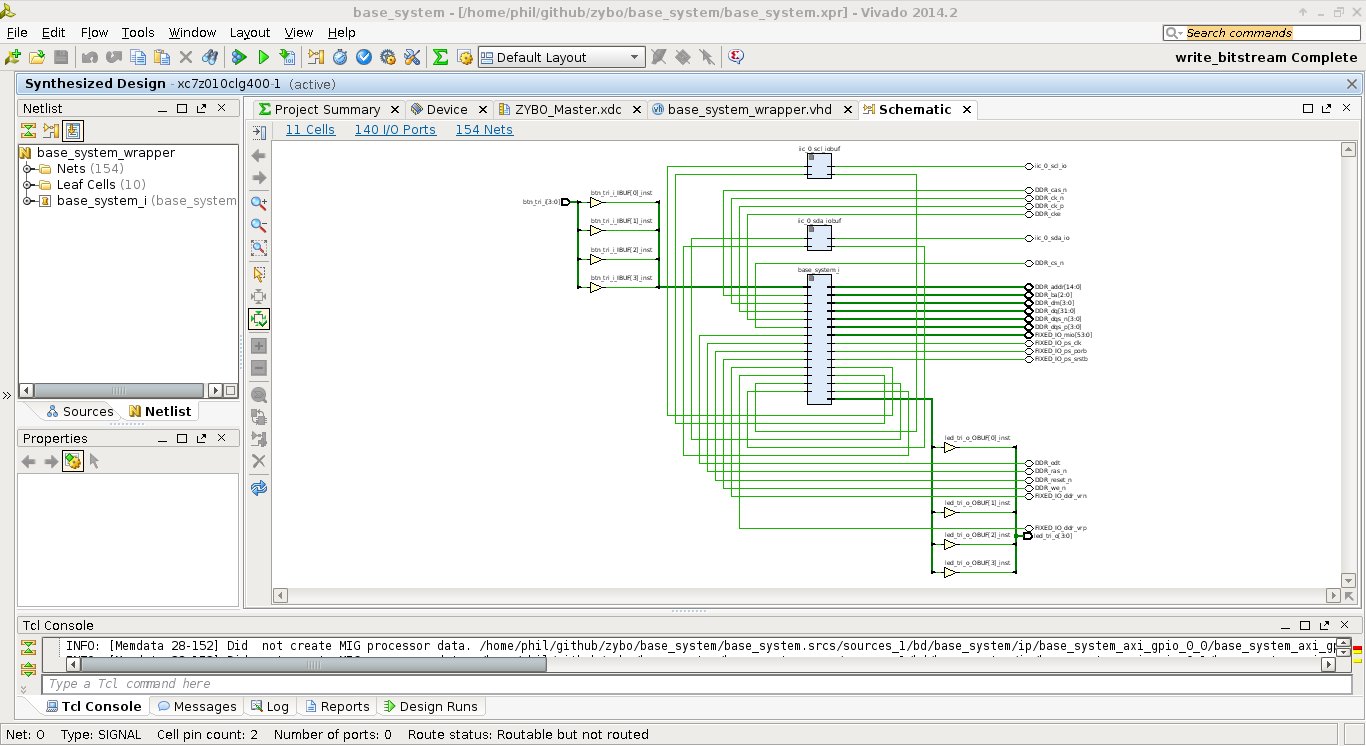 base_system - [/home/phil/github/zybo/base_system/base_system.xpr] - Vivado 2014.2
File Edit Flow Tools Window Layout View Help
Search commands
Default Layout
write_bitstream Complete
Synthesized Design - xc7z010clg400-1 (active)
Netlist
base_system_wrapper
Nets (154)
Leaf Cells (10)
base_system_i (base_system
Sources Netlist
Properties
Project Summary Device ZYBO_Master.xdc base_system_wrapper.vhd Schematic
11 Cells 140 I/O Ports 154 Nets
iic_0_scl_iobuf
iic_0_scl_io
btn_tri_i_IBUF[0]_inst
DDR_cas_n
DDR_ck_n
btn_tri_i[3:0]
DDR_ck_p
DDR_cke
btn_tri_i_IBUF[1]_inst
iic_0_sda_iobuf
iic_0_sda_io
btn_tri_i_IBUF[2]_inst
DDR_cs_n
base_system_i
btn_tri_i_IBUF[3]_inst
DDR_addr[14:0]
DDR_ba[2:0]
DDR_dm[3:0]
DDR_dq[31:0]
DDR_dqs_n[3:0]
DDR_dqs_p[3:0]
FIXED_IO_mio[53:0]
FIXED_IO_ps_clk
FIXED_IO_ps_porb
FIXED_IO_ps_srstb
led_tri_o_OBUF[0]_inst
DDR_odt
DDR_ras_n
DDR_reset_n
DDR_we_n
FIXED_IO_ddr_vrn
led_tri_o_OBUF[1]_inst
FIXED_IO_ddr_vrp
led_tri_o_OBUF[2]_inst
led_tri_o[3:0]
led_tri_o_OBUF[3]_inst
Tcl Console
INFO: [Memdata 28-152] Did  not create MIG processor data. /home/phil/github/zybo/base_system/base_system.srcs/sources_1/bd/base_system/ip/base_system_axi_gpio_0_0/base_system_axi_gp
Type a Tcl command here
Tcl Console Messages Log Reports Design Runs
Net: 0 Type: SIGNAL Cell pin count: 2 Number of ports: 0 Route status: Routable but not routed